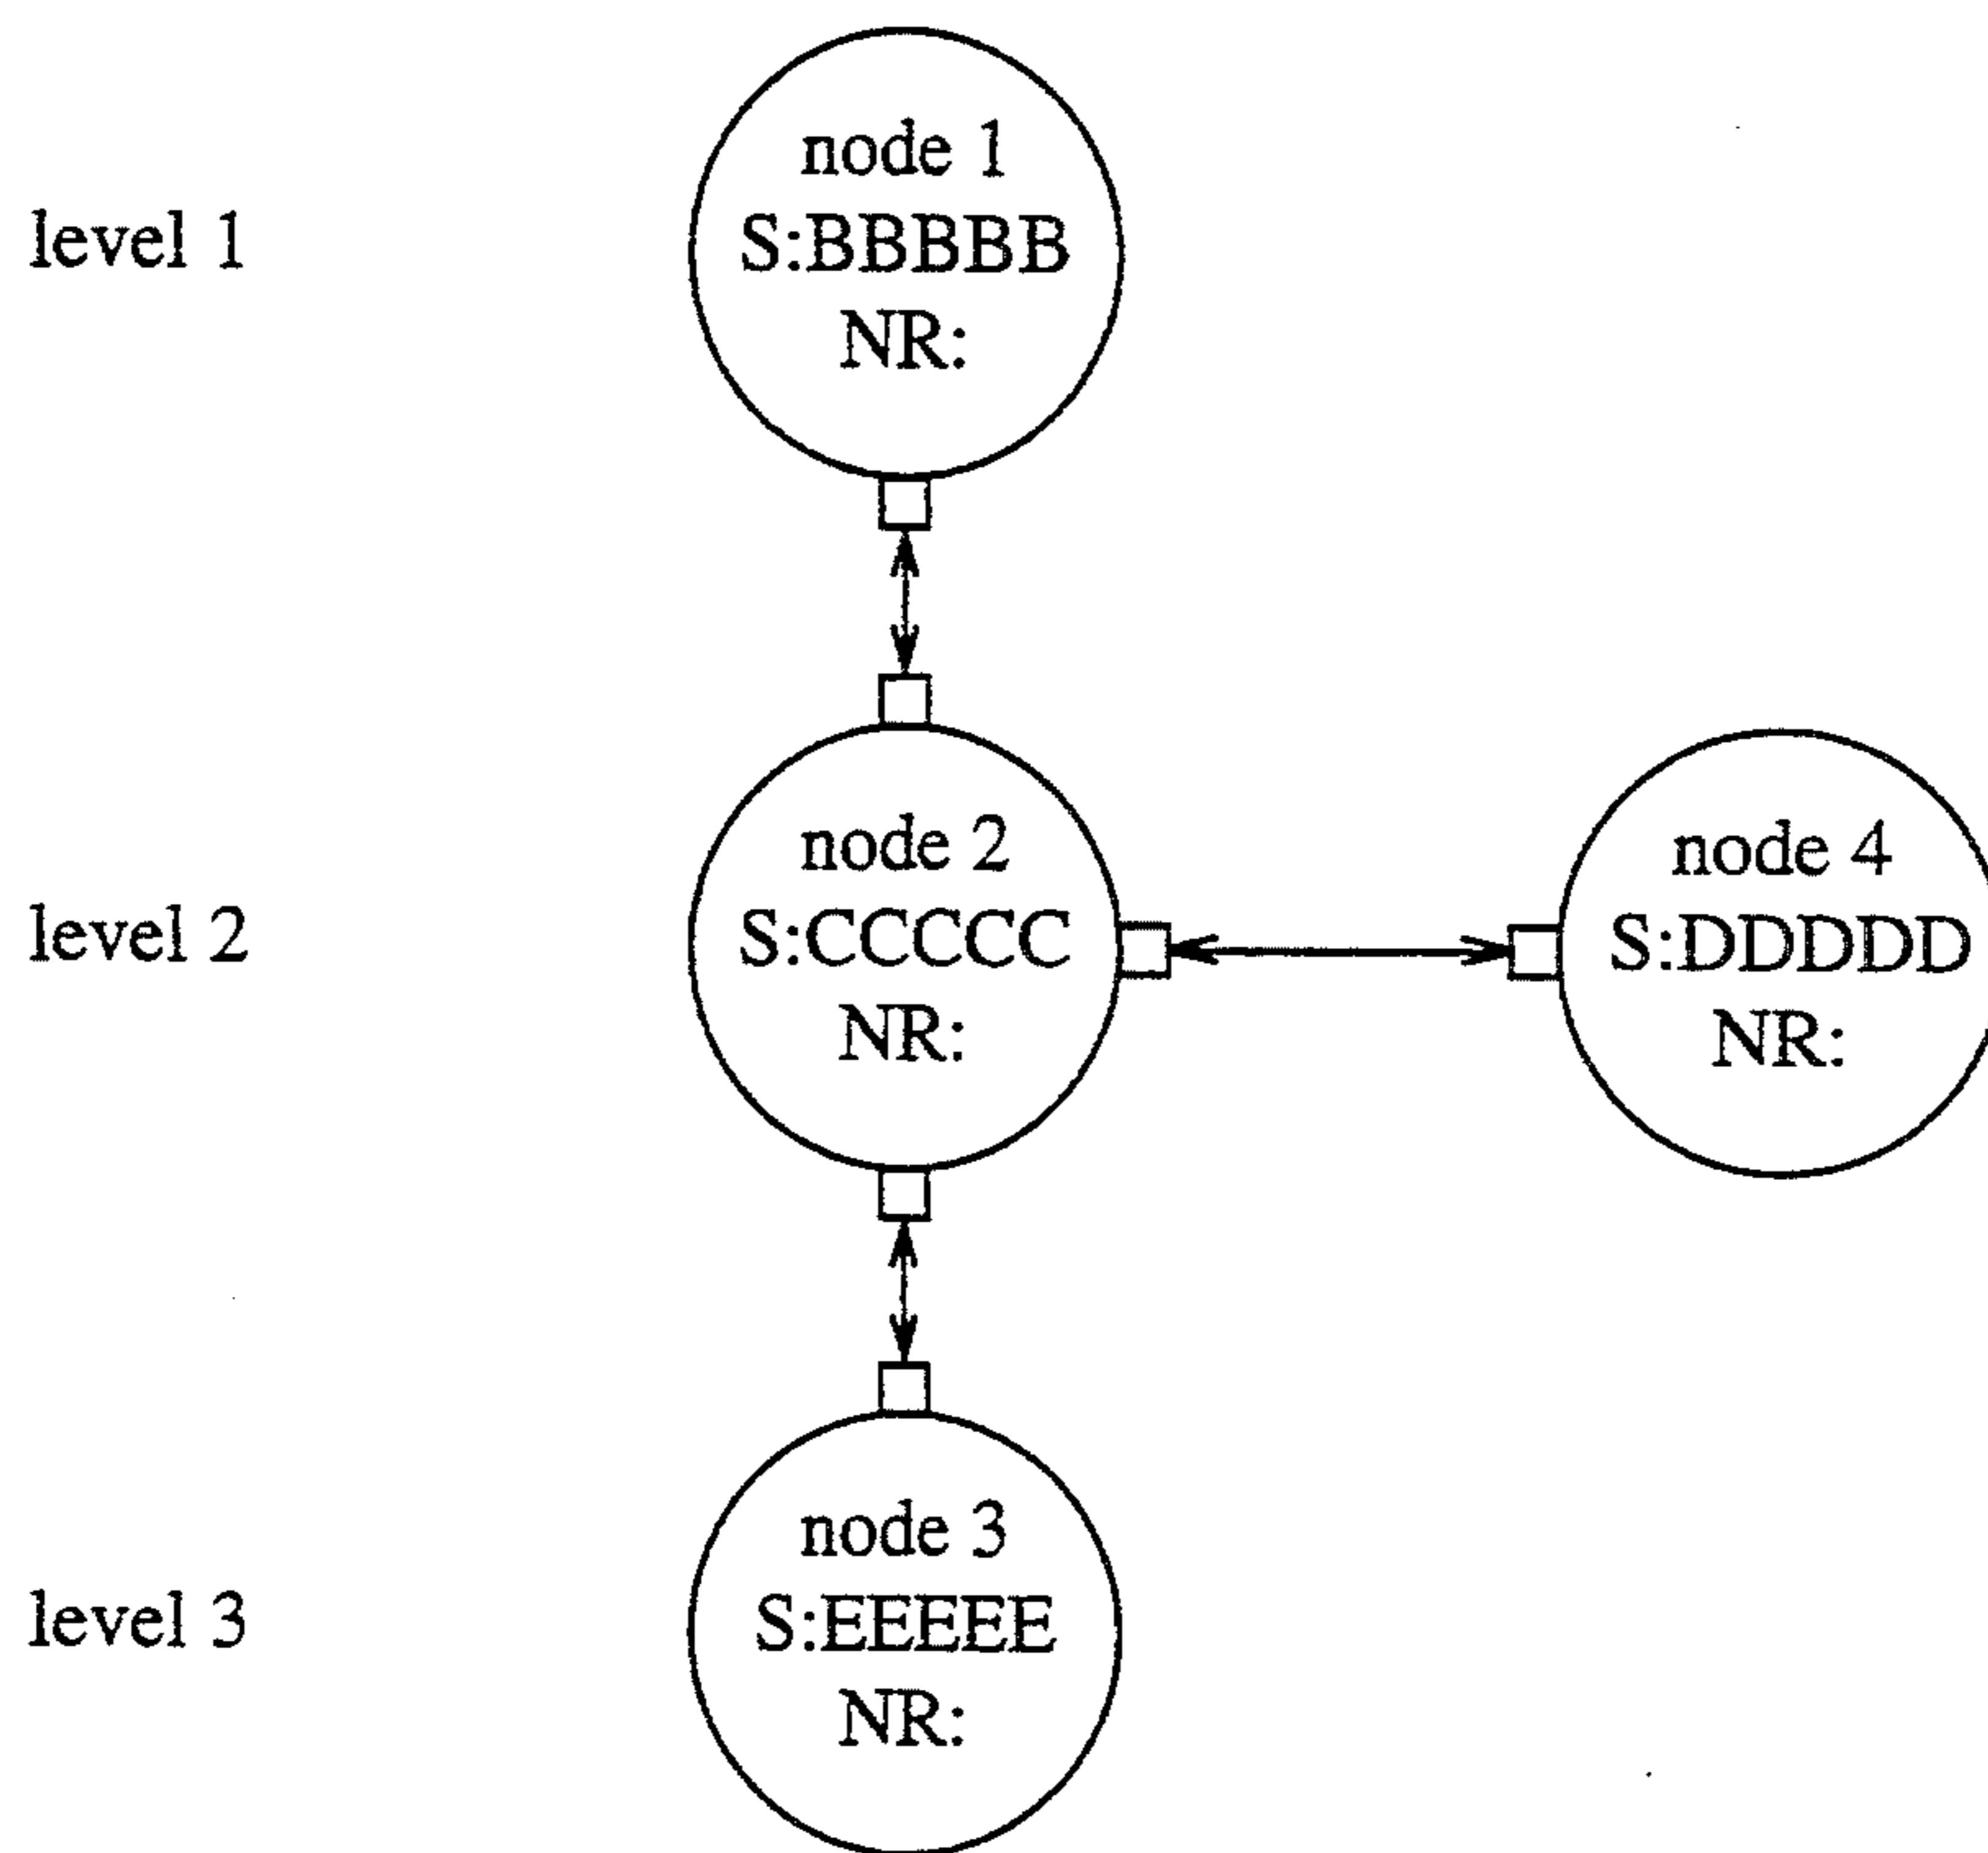 node 1
level 1
S:BBBBB
NR:
node 2
node 4
level 2
S:CCCCC
S:DDDDD
NR:
NR:
node 3
level 3
S:EEEEE
NR: